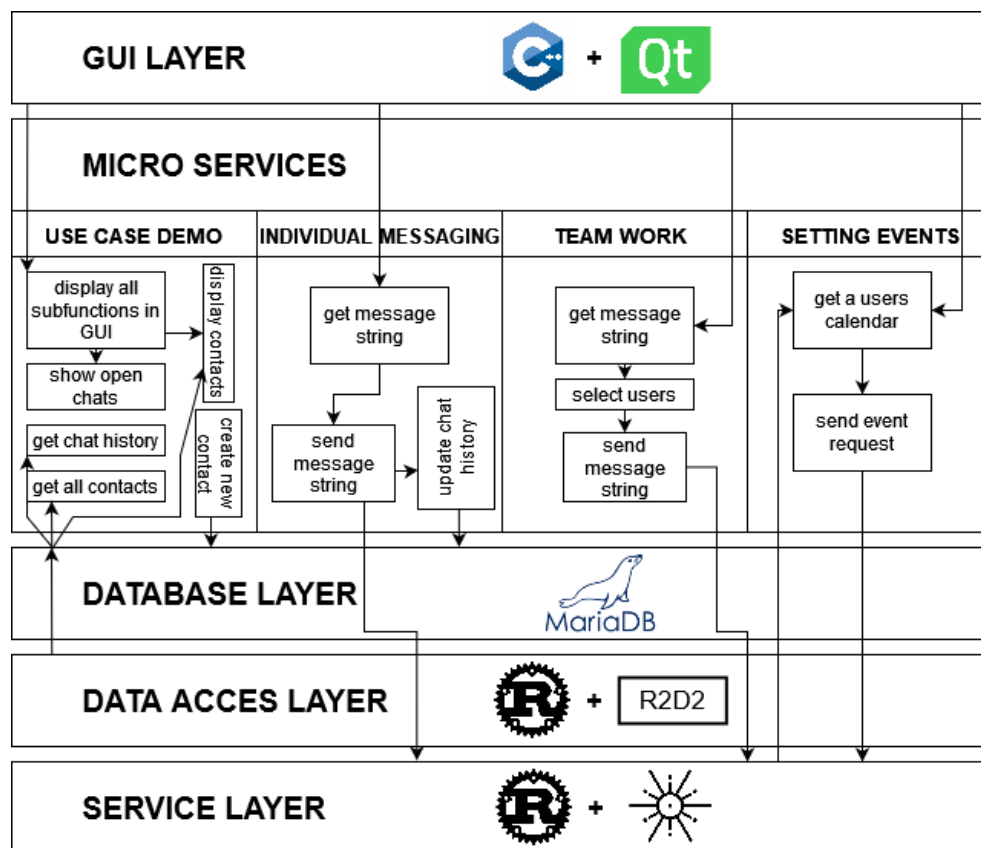 GUI LAYER
C++
+
Qt
MICRO SERVICES
USE CASE DEMO
INDIVIDUAL MESSAGING
TEAM WORK
SETTING EVENTS
display all
subfunctions in
GUI
display contacts
show open
chats
get chat history
get all contacts
create new
contact
get message
string
send
message
string
update chat
history
get message
string
select users
send
message
string
get a users
calendar
send event
request
DATABASE LAYER
MariaDB
DATA ACCES LAYER
R
+
R2D2
SERVICE LAYER
R
+